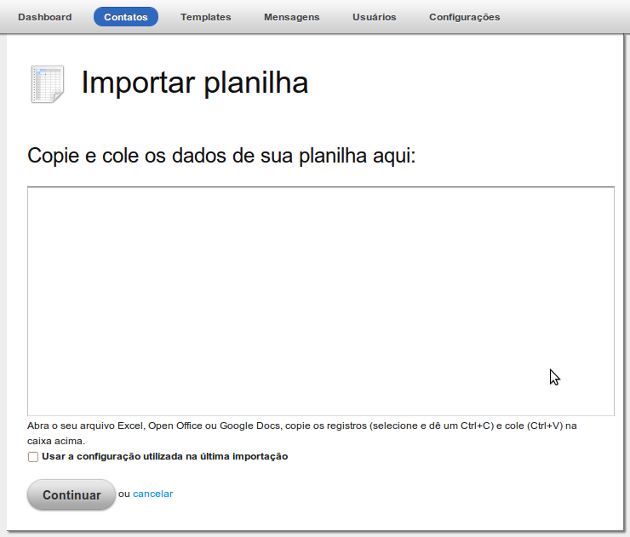 Dashboard Contatos Templates Mensagens Usuários Configurações
Importar planilha
Copie e cole os dados de sua planilha aqui:
Abra o seu arquivo Excel, Open Office ou Google Docs, copie os registros (selecione e dê um Ctrl+C) e cole (Ctrl+V) na
caixa acima.
Usar a configuração utilizada na última importação
Continuar ou cancelar